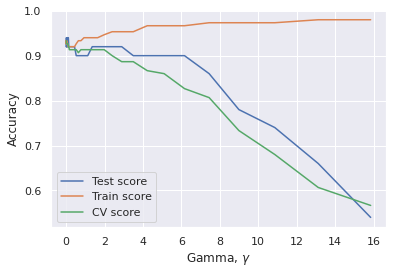 1.0
0.9
0.8
0.7
0.6
Accuracy
Test score
Train score
CV score
0 2 4 6 8 10 12 14 16
Gamma, γ